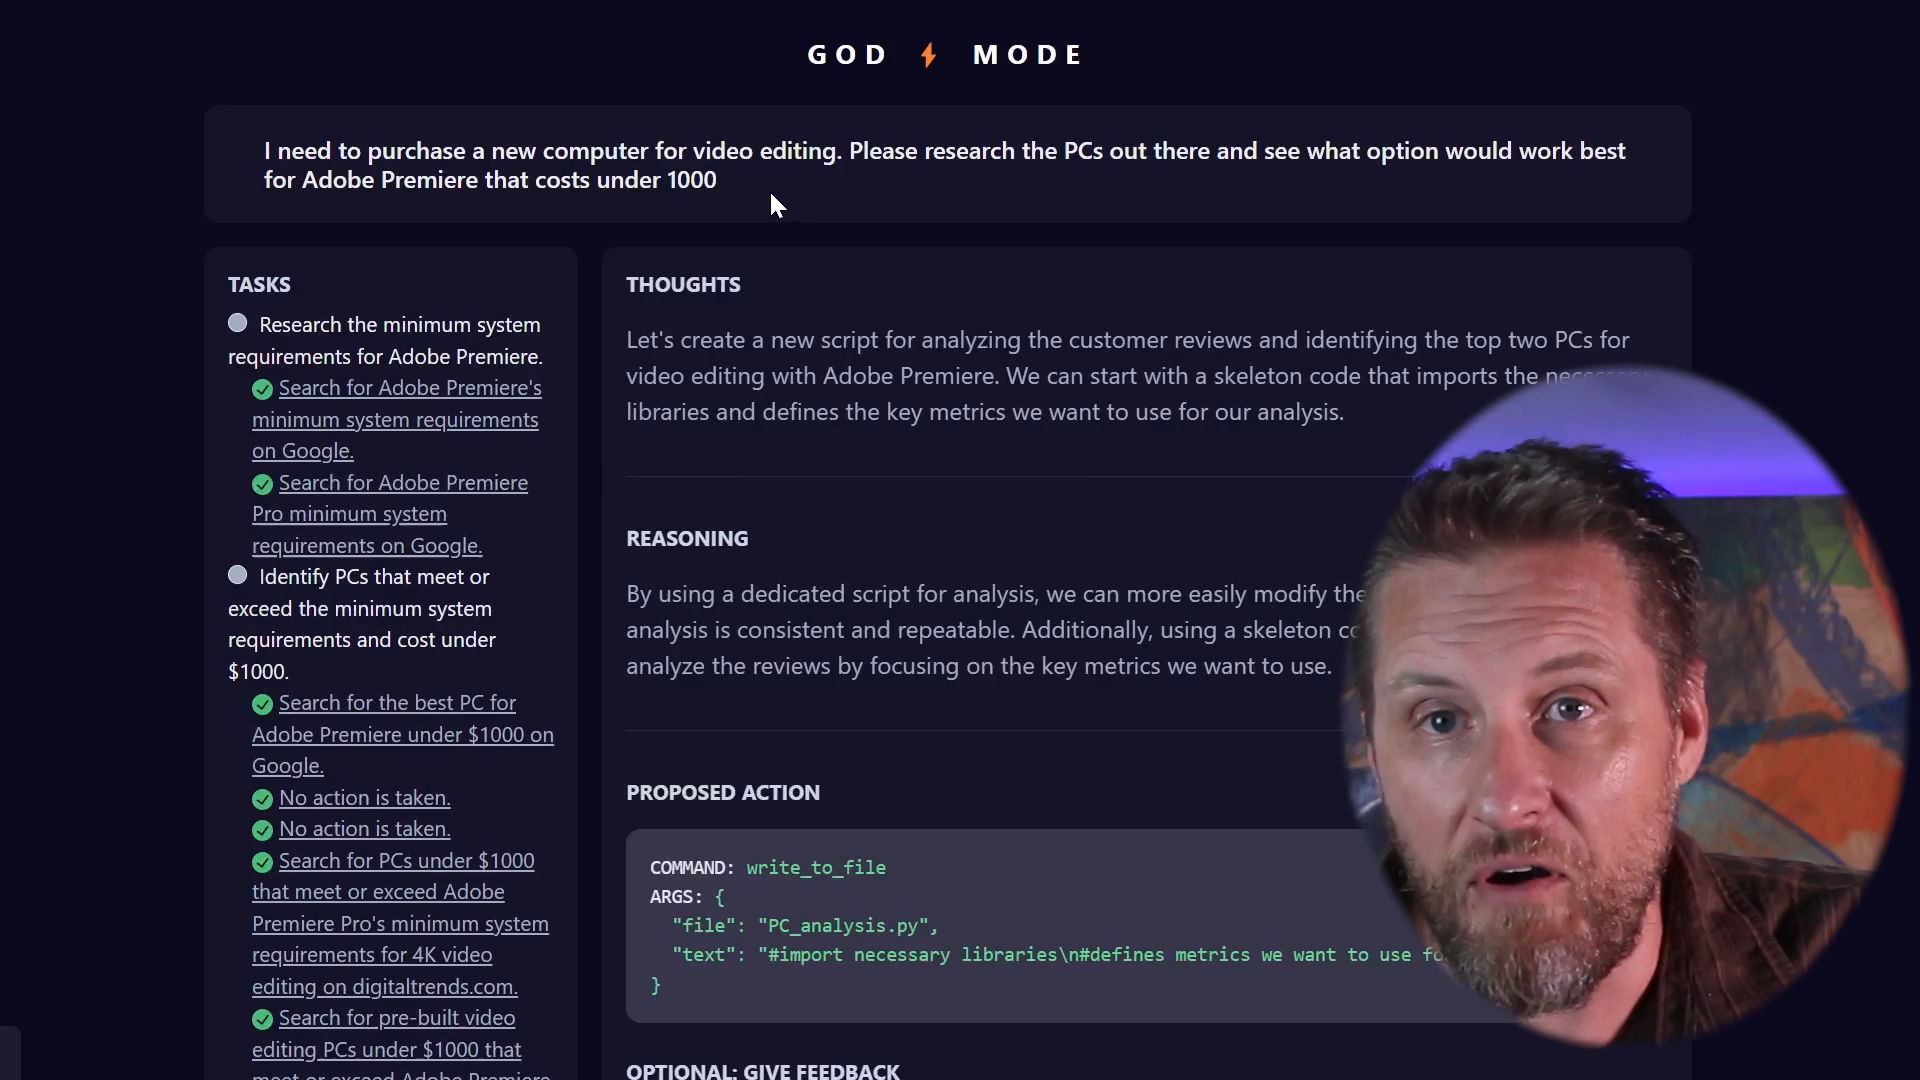 GOD MODE
I need to purchase a new computer for video editing. Please research the PCs out there and see what option would work best
for Adobe Premiere that costs under 1000
TASKS
Research the minimum system
requirements for Adobe Premiere.
Search for Adobe Premiere's
minimum system requirements
on Google.
Search for Adobe Premiere
Pro minimum system
requirements on Google.
Identify PCs that meet or
exceed the minimum system
requirements and cost under
$1000.
Search for the best PC for
Adobe Premiere under $1000 on
Google.
No action is taken.
No action is taken.
Search for PCs under $1000
that meet or exceed Adobe
Premiere Pro's minimum system
requirements for 4K video
editing on digitaltrends.com.
Search for pre-built video
editing PCs under $1000 that
meet or exceed Adobe Premiere
THOUGHTS
Let's create a new script for analyzing the customer reviews and identifying the top two PCs for
video editing with Adobe Premiere. We can start with a skeleton code that imports the necessary
libraries and defines the key metrics we want to use for our analysis.
REASONING
By using a dedicated script for analysis, we can more easily modify the
analysis is consistent and repeatable. Additionally, using a skeleton
analyze the reviews by focusing on the key metrics we want to use.
PROPOSED ACTION
COMMAND: write_to_file
ARGS: {
"file": "PC_analysis.py",
"text": "#import necessary libraries\n#defines metrics we want to use
}
OPTIONAL: GIVE FEEDBACK